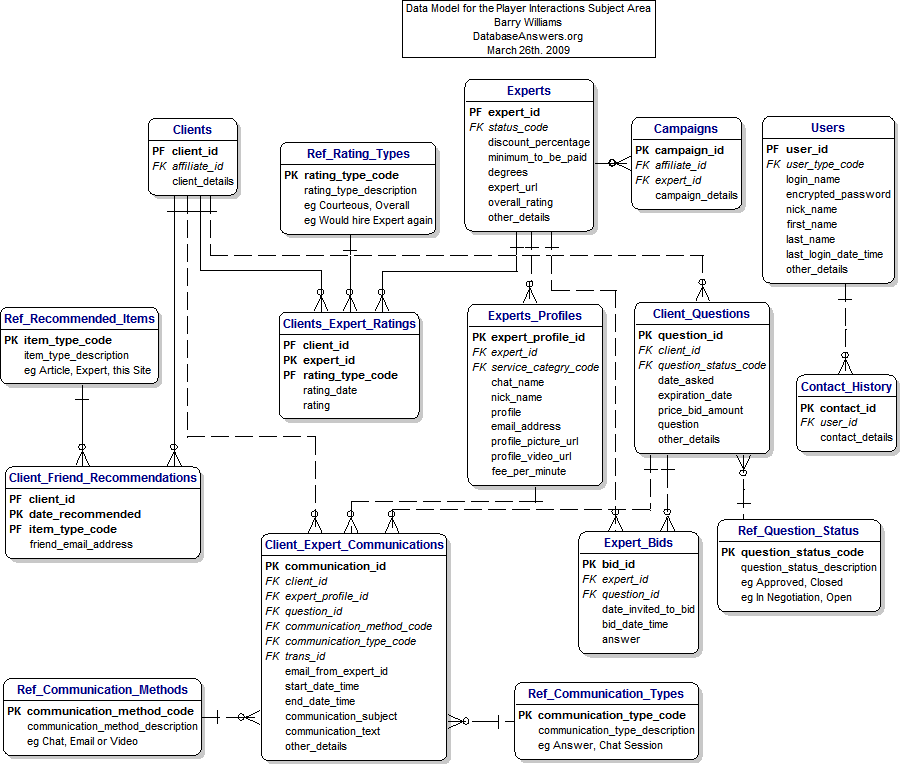 Data Model for the Player Interactions Subject Area
Barry Williams
DatabaseAnswers.org
March 26th. 2009
Experts
PF expert_id
FK status_code
discount_percentage
minimum_to_be_paid
degrees
expert_url
overall_rating
other_details
Clients
PF client_id
FK affiliate_id
client_details
Ref_Rating_Types
PK rating_type_code
rating_type_description
eg Courteous, Overall
eg Would hire Expert again
Campaigns
PK campaign_id
FK affiliate_id
FK expert_id
campaign_details
Users
PF user_id
FK user_type_code
login_name
encrypted_password
nick_name
first_name
last_name
last_login_date_time
other_details
Ref_Recommended_Items
PK item_type_code
item_type_description
eg Article, Expert, this Site
Clients_Expert_Ratings
PF client_id
PK expert_id
PF rating_type_code
rating_date
rating
Experts_Profiles
PK expert_profile_id
FK expert_id
FK service_categry_code
chat_name
nick_name
profile
email_address
profile_picture_url
profile_video_url
fee_per_minute
Client_Questions
PK question_id
FK client_id
FK question_status_code
date_asked
expiration_date
price_bid_amount
question
other_details
Contact_History
PK contact_id
FK user_id
contact_details
Client_Friend_Recommendations
PF client_id
PK date_recommended
PF item_type_code
friend_email_address
Client_Expert_Communications
PK communication_id
FK client_id
FK expert_profile_id
FK question_id
FK communication_method_code
FK communication_type_code
FK trans_id
email_from_expert_id
start_date_time
end_date_time
communication_subject
communication_text
other_details
Expert_Bids
PK bid_id
FK expert_id
FK question_id
date_invited_to_bid
bid_date_time
answer
Ref_Question_Status
PK question_status_code
question_status_description
eg Approved, Closed
eg In Negotiation, Open
Ref_Communication_Methods
PK communication_method_code
communication_method_description
eg Chat, Email or Video
Ref_Communication_Types
PK communication_type_code
communication_type_description
eg Answer, Chat Session